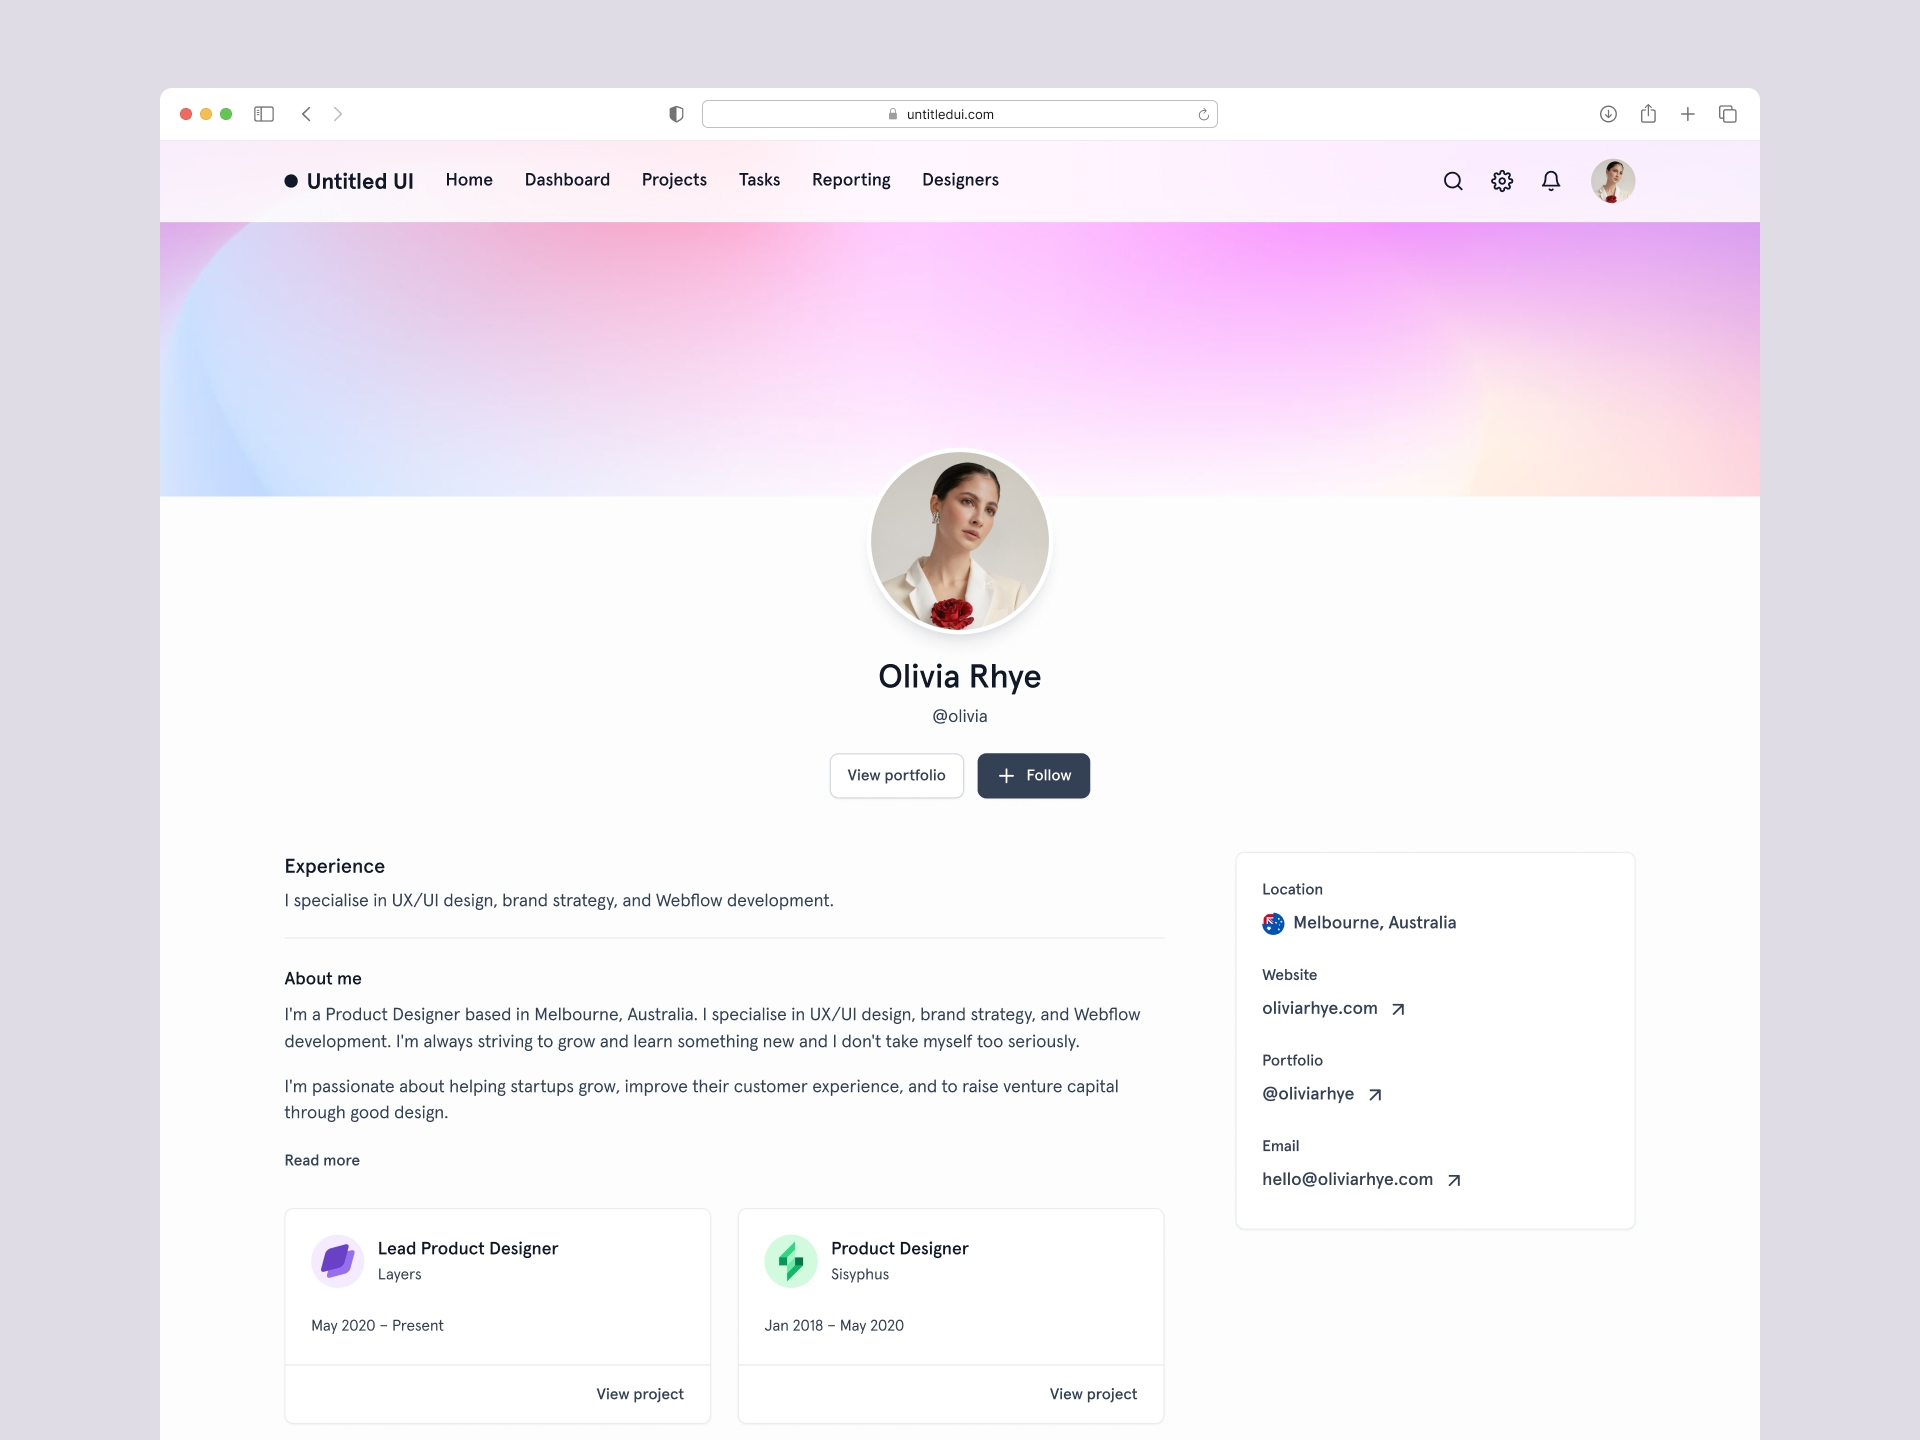 untitledui.com
Untitled UI Home Dashboard Projects Tasks Reporting Designers
Olivia Rhye
@olivia
View portfolio
Follow
Experience
I specialise in UX/UI design, brand strategy, and Webflow development.
About me
I'm a Product Designer based in Melbourne, Australia. I specialise in UX/UI design, brand strategy, and Webflow
development. I'm always striving to grow and learn something new and I don't take myself too seriously.
I'm passionate about helping startups grow, improve their customer experience, and to raise venture capital
through good design.
Read more
Lead Product Designer
Layers
May 2020 – Present
View project
Product Designer
Sisyphus
Jan 2018 – May 2020
View project
Location
Melbourne, Australia
Website
oliviarhye.com
Portfolio
@oliviarhye
Email
hello@oliviarhye.com